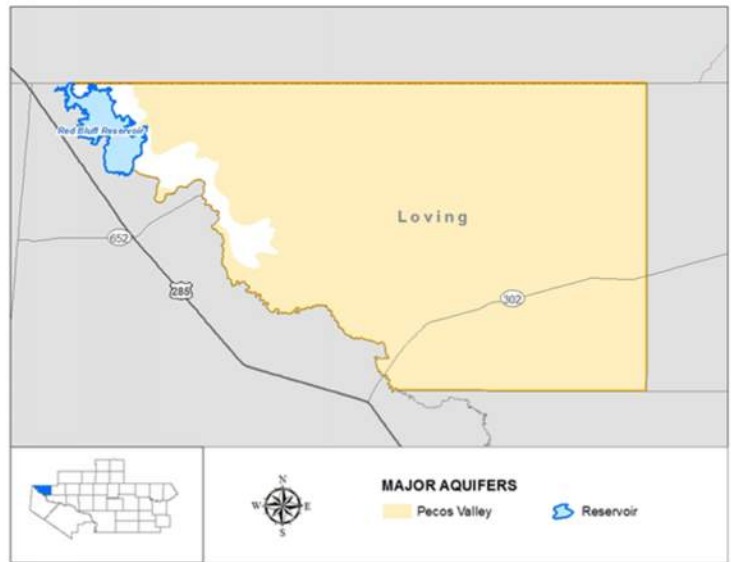 Red Bluff Reservoir
Loving
652
285
302
N
W E
S
MAJOR AQUIFERS
Pecos Valley
Reservoir